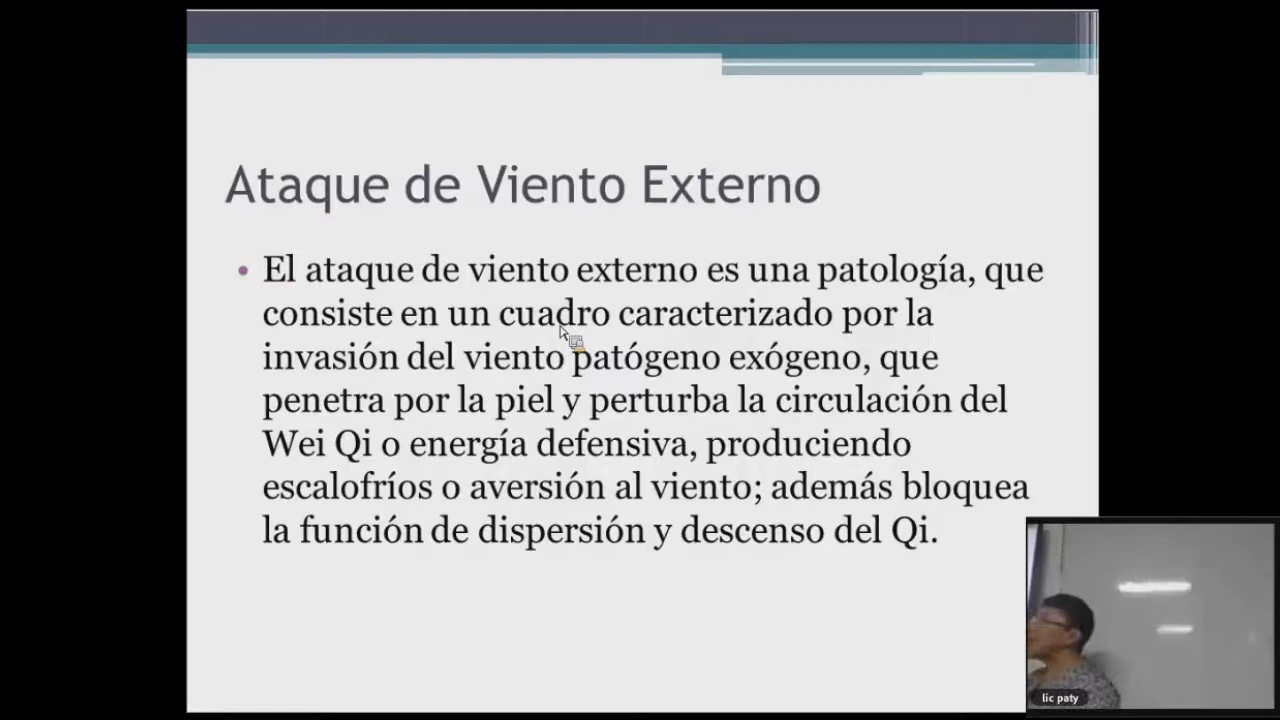 Ataque de Viento Externo
• El ataque de viento externo es una patología, que
consiste en un cuadro caracterizado por la
invasión del viento patógeno exógeno, que
penetra por la piel y perturba la circulación del
Wei Qi o energía defensiva, produciendo
escalofríos o aversión al viento; además bloquea
la función de dispersión y descenso del Qi.
lic paty